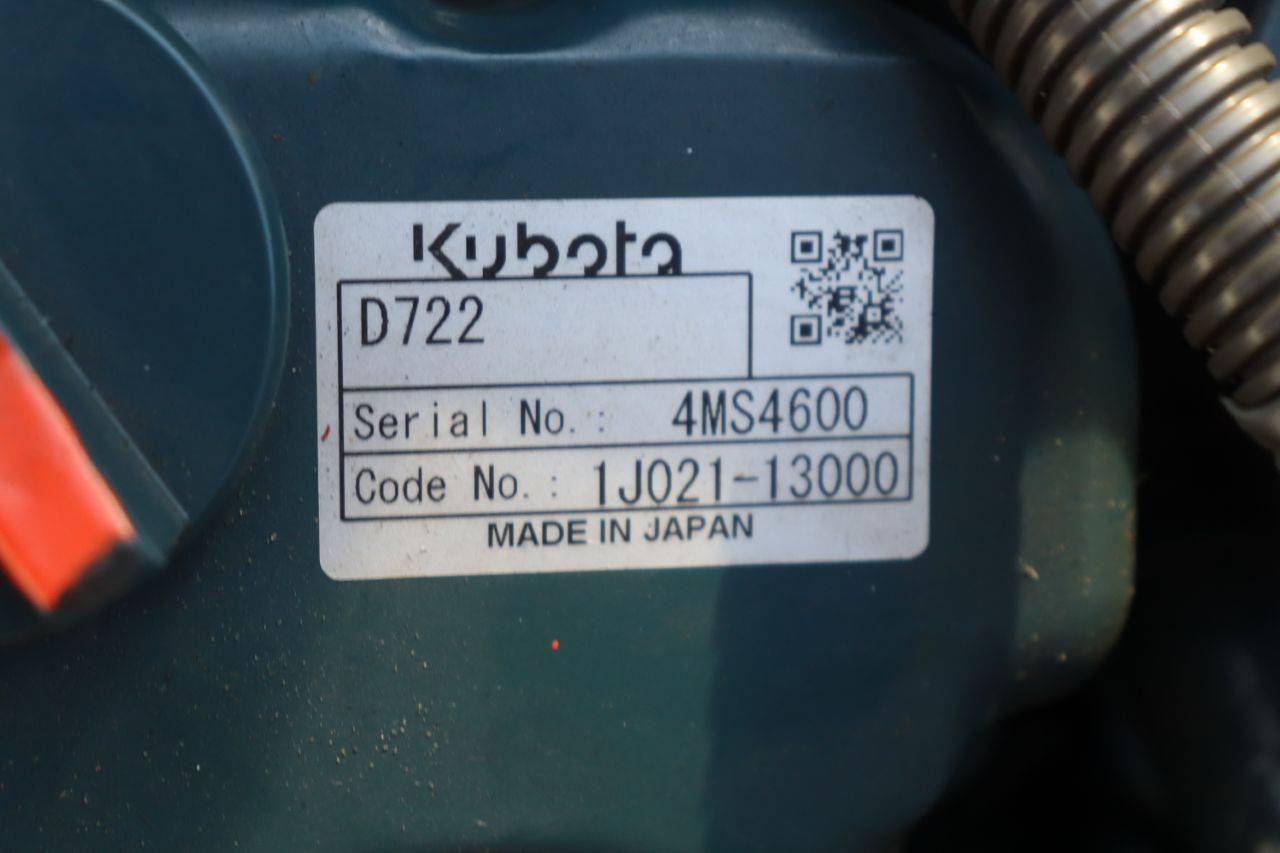 Kubota
D722
Serial No.: 4MS4600
Code No.: 1J021-13000
MADE IN JAPAN